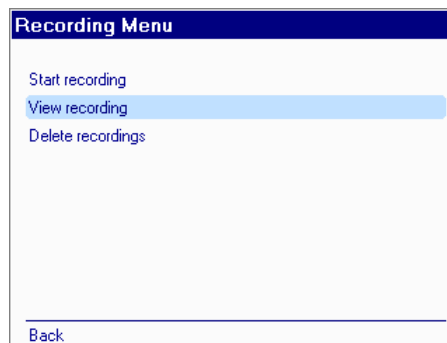 Recording Menu
Start recording
View recording
Delete recordings
Back